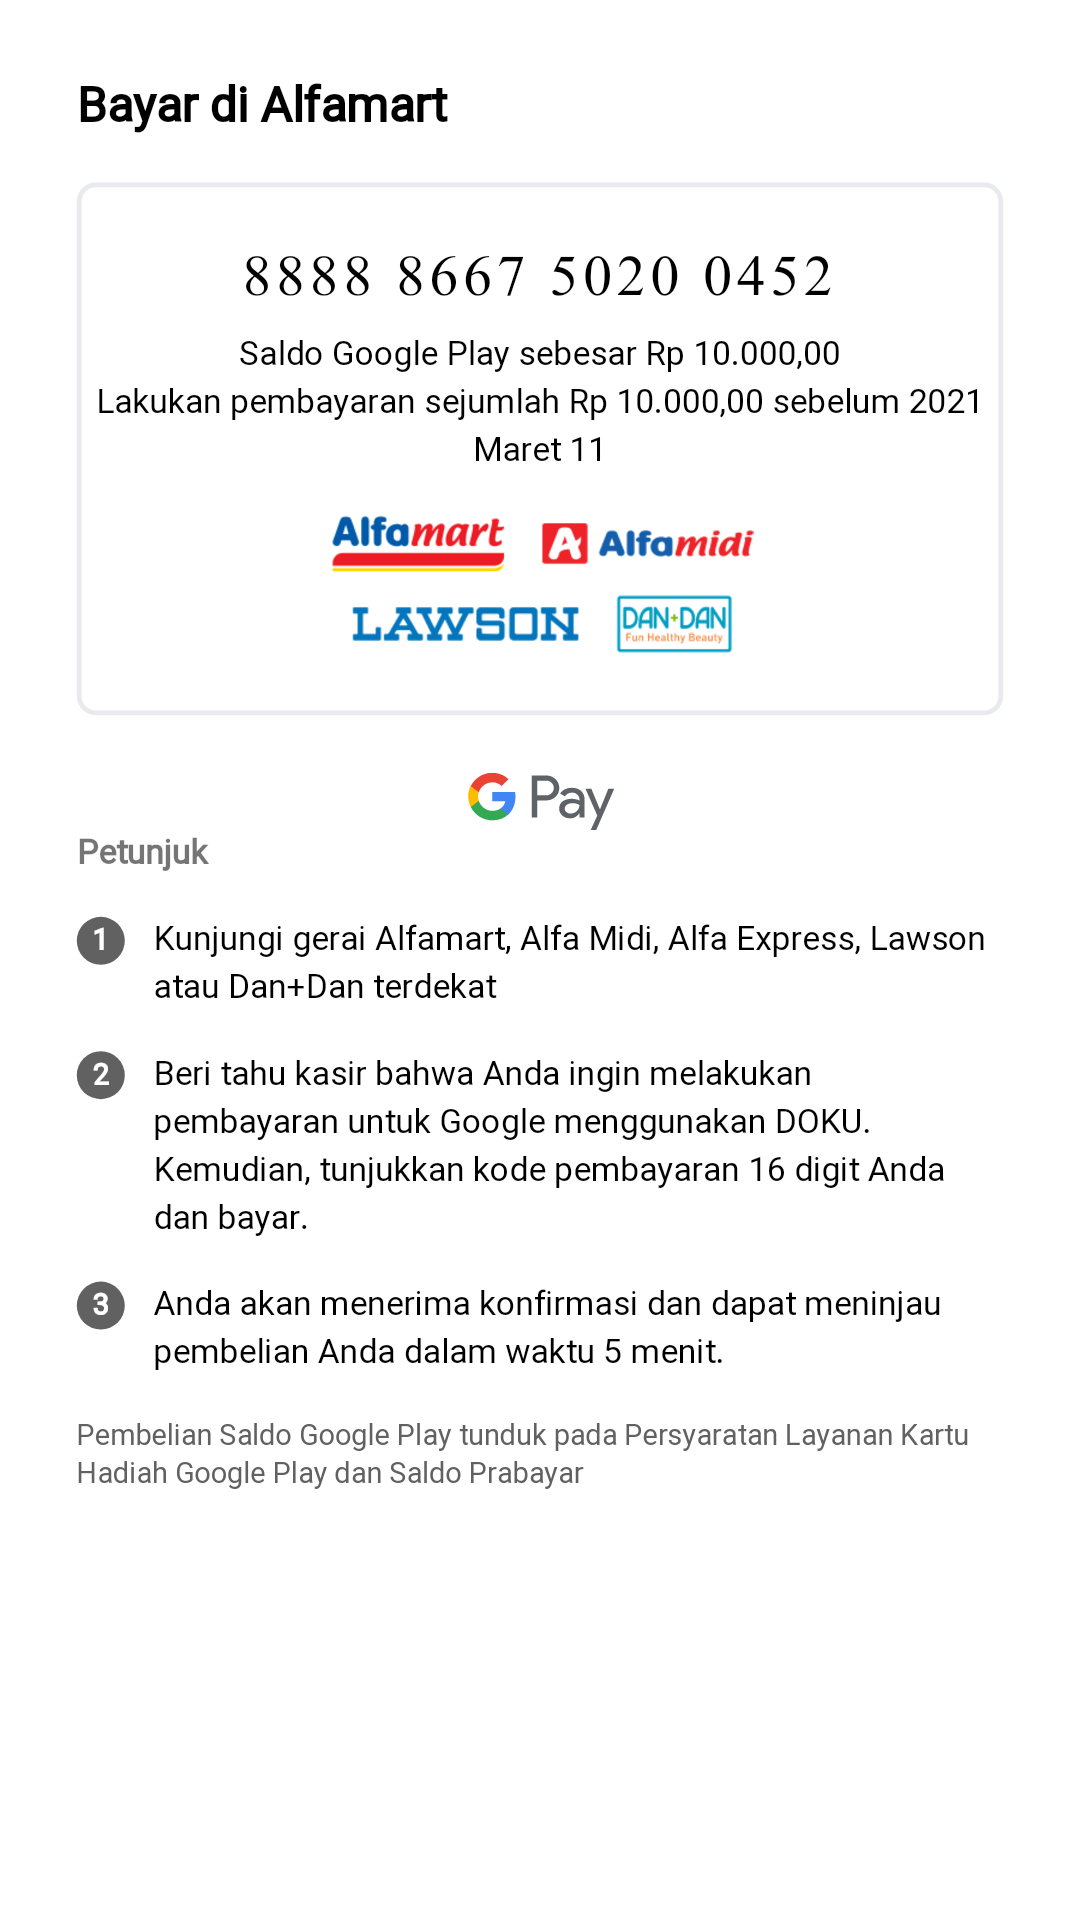 Bayar di Alfamart
8888 8667 5020 0452
Saldo Google Play sebesar Rp 10.000,00
Lakukan pembayaran sejumlah Rp 10.000,00 sebelum 2021
Maret 11
Alfamart
A Alfamidi
LAWSON
DAN+DAN
Fun Healthy Beauty
G Pay
Petunjuk
1 Kunjungi gerai Alfamart, Alfa Midi, Alfa Express, Lawson
atau Dan+Dan terdekat
2 Beri tahu kasir bahwa Anda ingin melakukan
pembayaran untuk Google menggunakan DOKU.
Kemudian, tunjukkan kode pembayaran 16 digit Anda
dan bayar.
3 Anda akan menerima konfirmasi dan dapat meninjau
pembelian Anda dalam waktu 5 menit.
Pembelian Saldo Google Play tunduk pada Persyaratan Layanan Kartu
Hadiah Google Play dan Saldo Prabayar